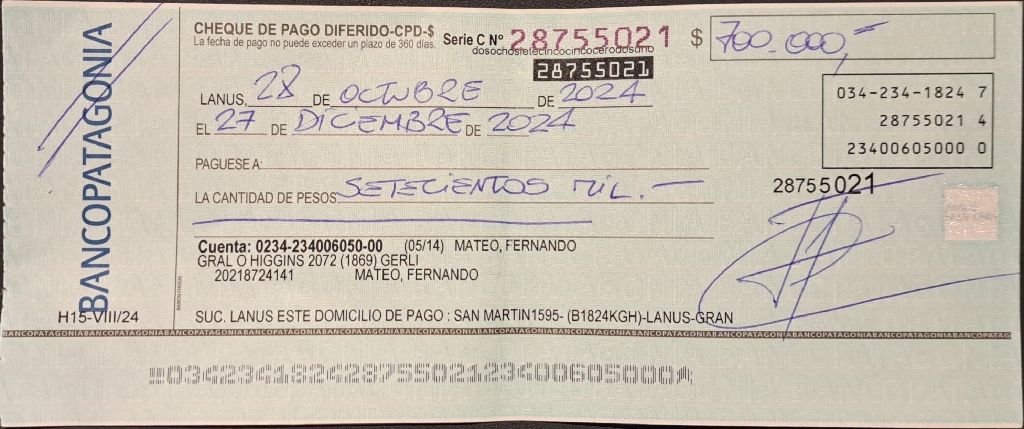 BANCOPATAGONIA
CHEQUE DE PAGO DIFERIDO-CPD-$
La fecha de pago no puede exceder un plazo de 360 días.
Serie C Nº 28755021
dosochosietecincocincocerodosuno
28755021
$ 700.000,=
LANUS, 28 DE OCTUBRE DE 2024
EL 27 DE DICIEMBRE DE 2024
034-234-1824 7
28755021 4
23400605000 0
PAGUESE A:
LA CANTIDAD DE PESOS SETECIENTOS MIL.—
28755021
Cuenta: 0234-234006050-00 (05/14) MATEO, FERNANDO
GRAL O HIGGINS 2072 (1869) GERLI
20218724141 MATEO, FERNANDO
H15-VIII/24
SUC. LANUS ESTE DOMICILIO DE PAGO : SAN MARTIN1595- (B1824KGH)-LANUS-GRAN
BANCOPATAGONIABANCOPATAGONIABANCOPATAGONIABANCOPATAGONIABANCOPATAGONIABANCOPATAGONIABANCOPATAGONIABANCOPATAGONIABANCOPATAGONIA
03423418242875502123400605000